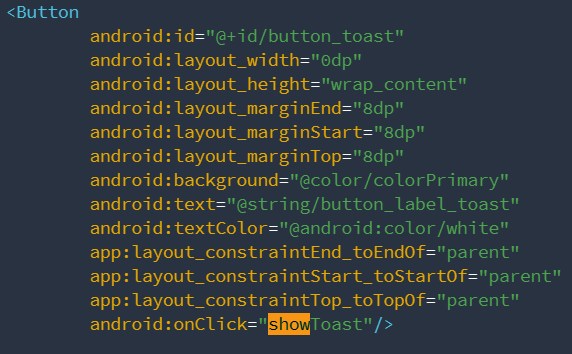 <Button
android:id="@+id/button_toast"
android:layout_width="0dp"
android:layout_height="wrap_content"
android:layout_marginEnd="8dp"
android:layout_marginStart="8dp"
android:layout_marginTop="8dp"
android:background="@color/colorPrimary"
android:text="@string/button_label_toast"
android:textColor="@android:color/white"
app:layout_constraintEnd_toEndOf="parent"
app:layout_constraintStart_toStartOf="parent"
app:layout_constraintTop_toTopOf="parent"
android:onClick="showToast"/>